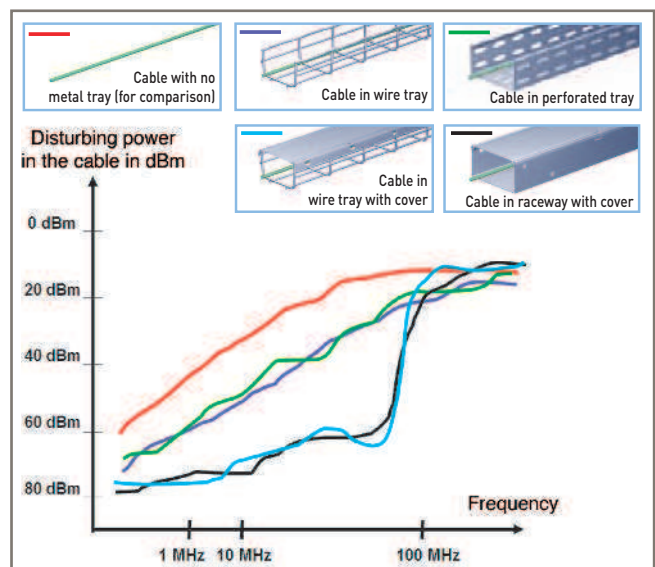 Cable with no
metal tray (for comparison)
Cable in wire tray
Cable in perforated tray
Cable in
wire tray with cover
Cable in raceway with cover
Disturbing power
in the cable in dBm
0 dBm
20 dBm
40 dBm
60 dBm
80 dBm
Frequency
1 MHz
10 MHz
100 MHz